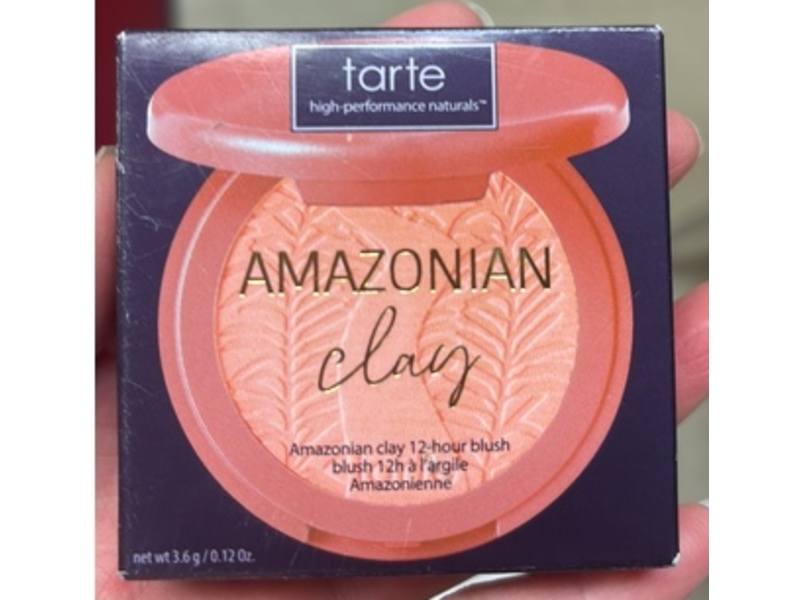 tarte
high-performance naturals™
AMAZONIAN
clay
Amazonian clay 12-hour blush
blush 12h à l'argile
Amazonienne
net wt 3.6 g / 0.12 Oz.